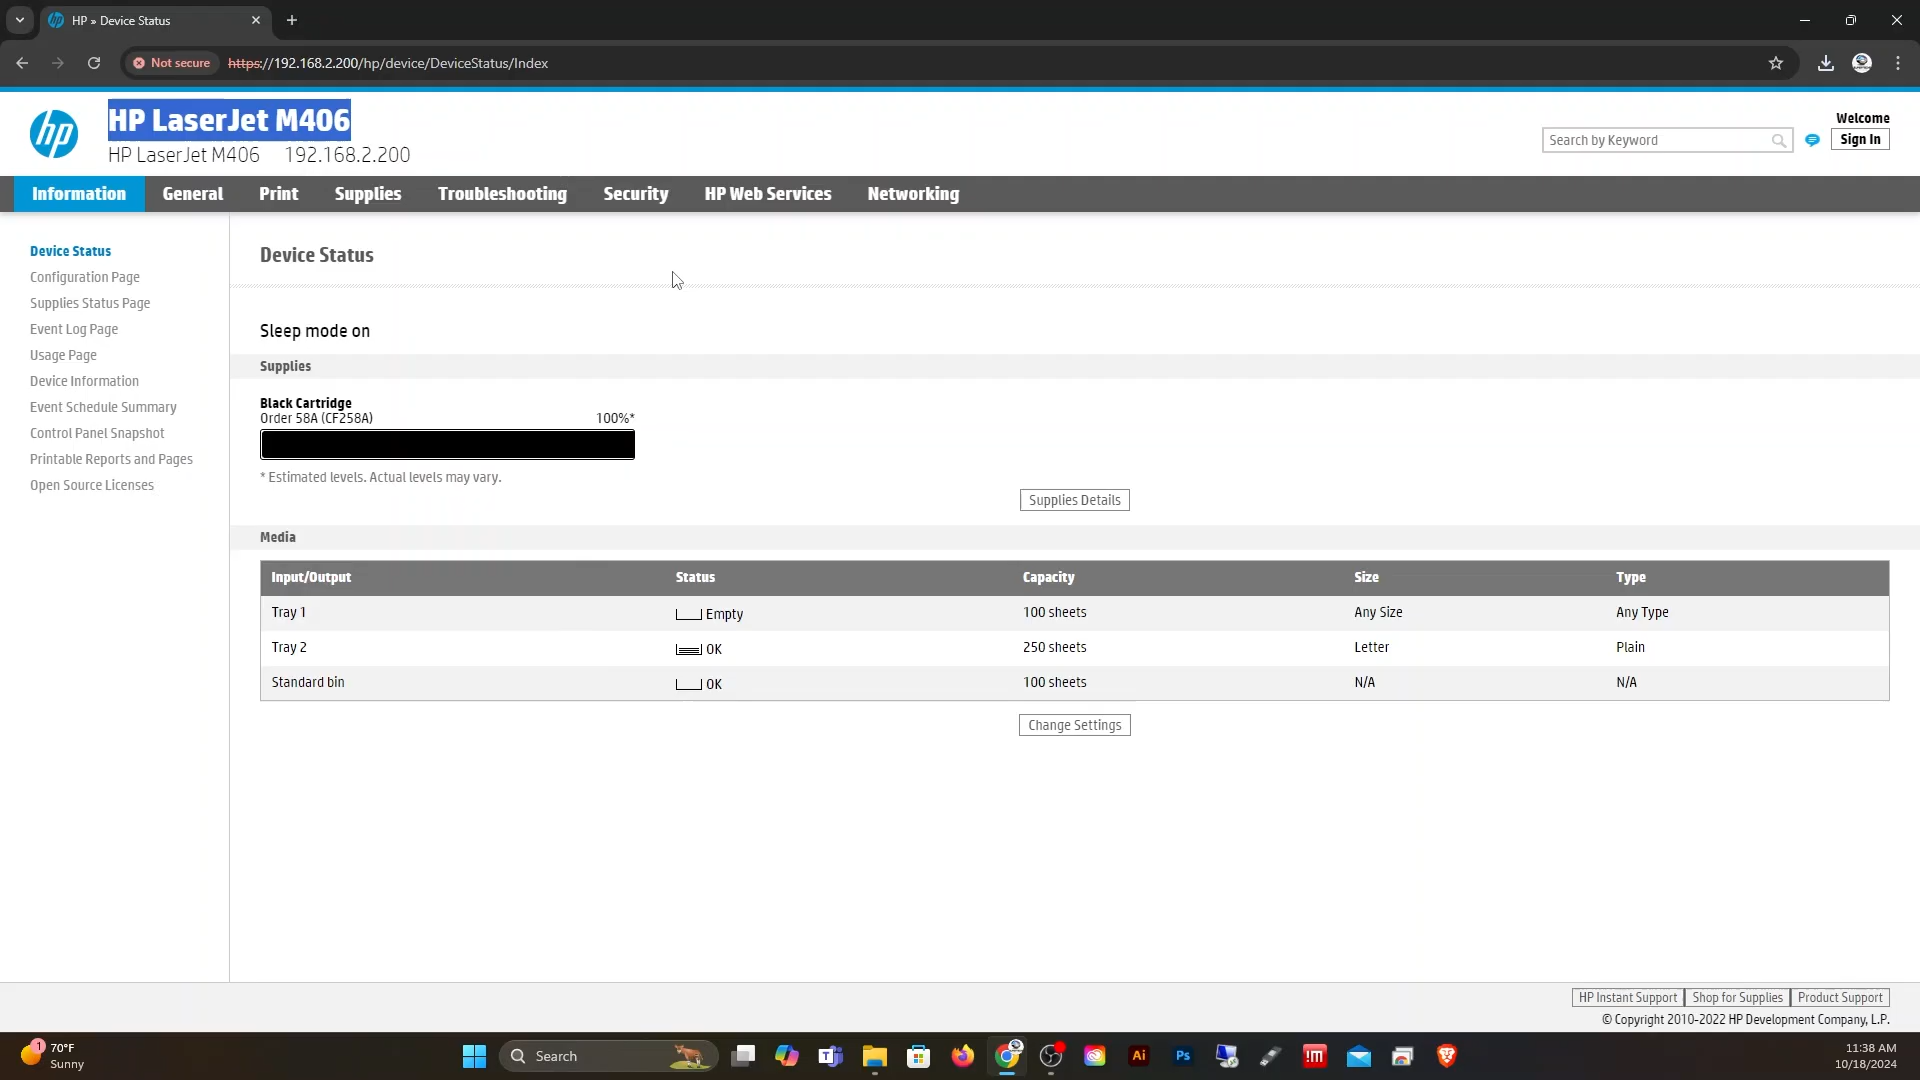 HP » Device Status
Not secure https://192.168.2.200/hp/device/DeviceStatus/Index
hp
HP LaserJet M406
HP LaserJet M406 192.168.2.200
Welcome
Search by Keyword
Sign In
Information General Print Supplies Troubleshooting Security HP Web Services Networking
Device Status
Configuration Page
Supplies Status Page
Event Log Page
Usage Page
Device Information
Event Schedule Summary
Control Panel Snapshot
Printable Reports and Pages
Open Source Licenses
Device Status
Sleep mode on
Supplies
Black Cartridge
Order 58A (CF258A) 100%*
* Estimated levels. Actual levels may vary.
Supplies Details
Media
Input/Output Status Capacity Size Type
Tray 1 Empty 100 sheets Any Size Any Type
Tray 2 OK 250 sheets Letter Plain
Standard bin OK 100 sheets N/A N/A
Change Settings
HP Instant Support Shop for Supplies Product Support
© Copyright 2010-2022 HP Development Company, L.P.
1
70°F
Sunny
Search
T
Ai
Ps
!M
11:38 AM
10/18/2024